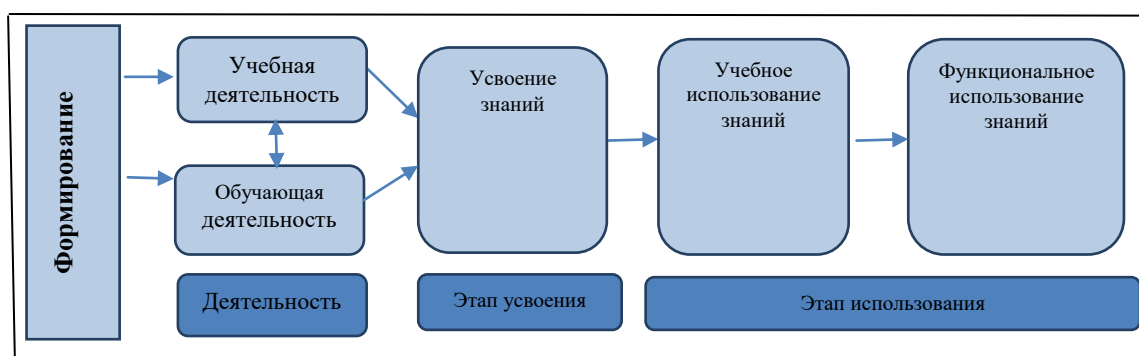 Формирование
Учебная
деятельность
Обучающая
деятельность
Усвоение
знаний
Учебное
использование
знаний
Функциональное
использование
знаний
Деятельность
Этап усвоения
Этап использования